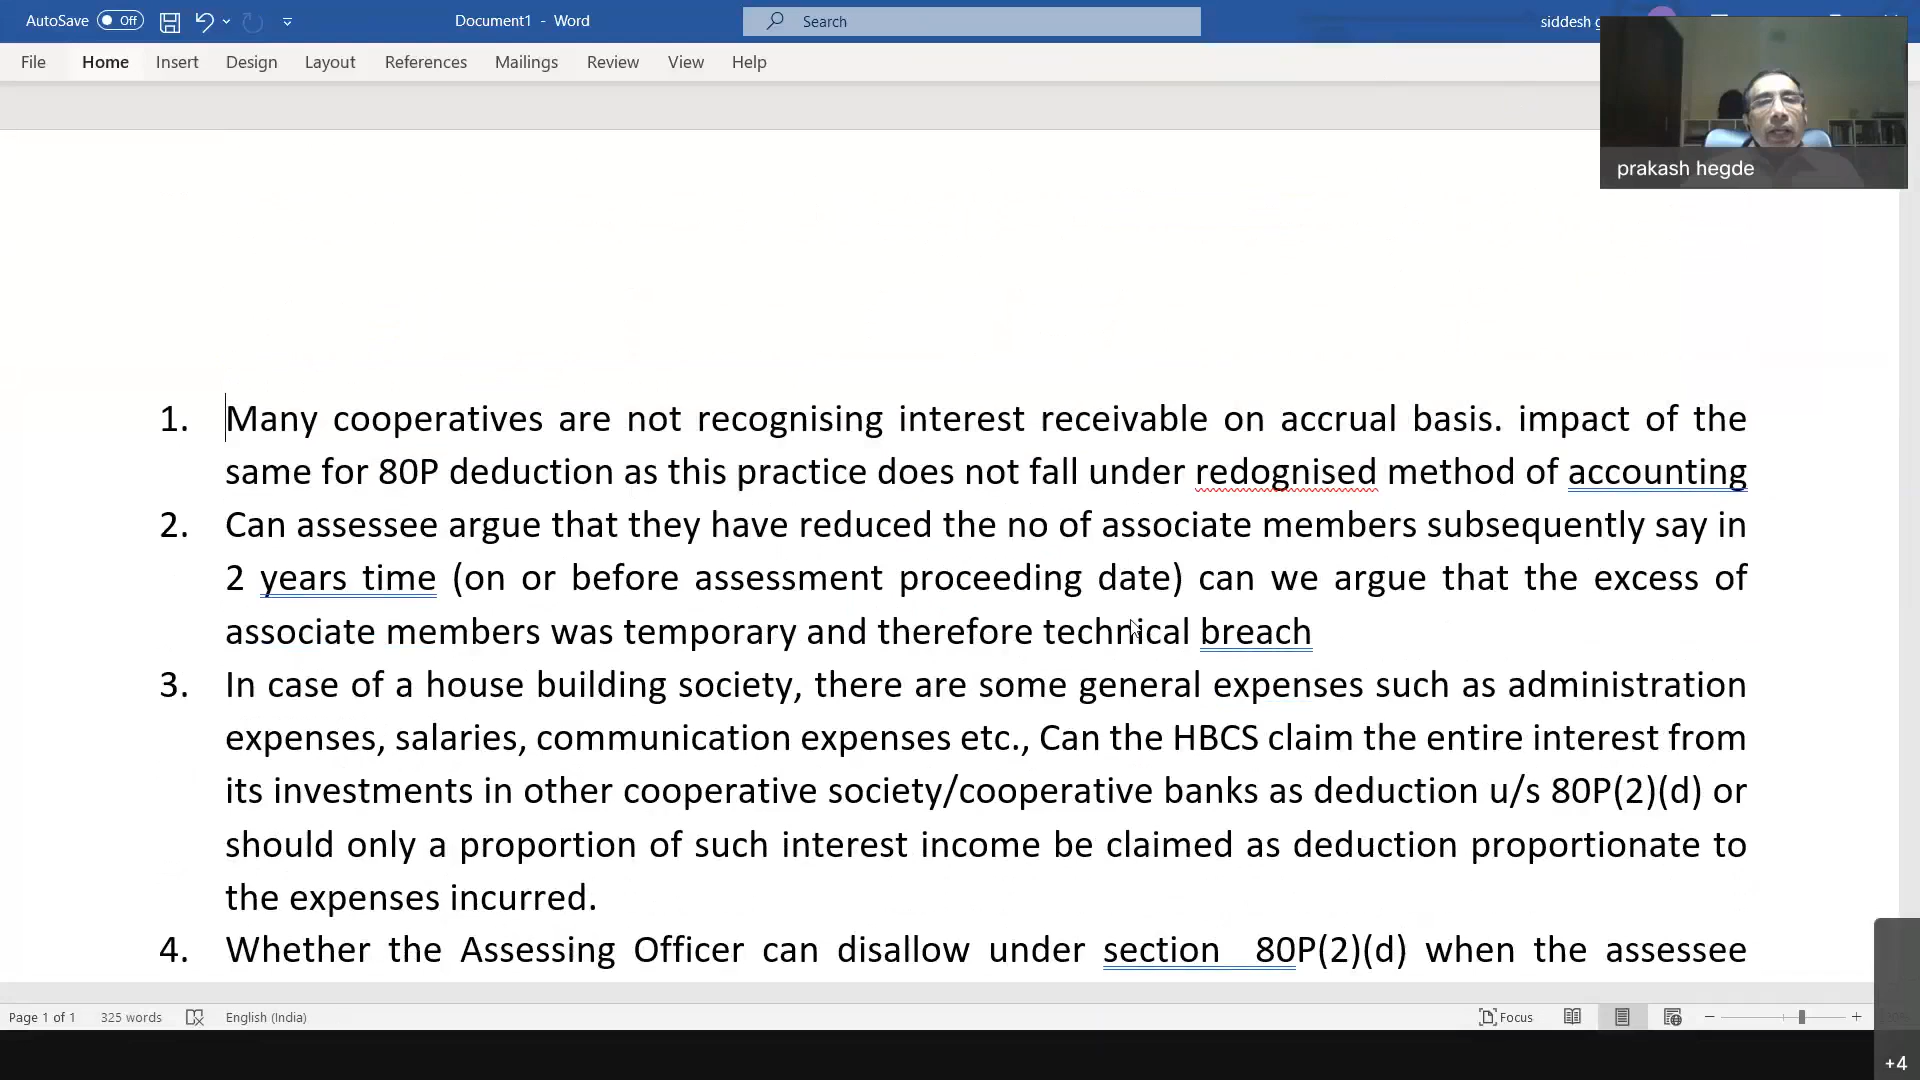 AutoSave Off Document1 - Word Search siddesh g
File Home Insert Design Layout References Mailings Review View Help
prakash hegde
1. Many cooperatives are not recognising interest receivable on accrual basis. impact of the
same for 80P deduction as this practice does not fall under redognised method of accounting
2. Can assessee argue that they have reduced the no of associate members subsequently say in
2 years time (on or before assessment proceeding date) can we argue that the excess of
associate members was temporary and therefore technical breach
3. In case of a house building society, there are some general expenses such as administration
expenses, salaries, communication expenses etc., Can the HBCS claim the entire interest from
its investments in other cooperative society/cooperative banks as deduction u/s 80P(2)(d) or
should only a proportion of such interest income be claimed as deduction proportionate to
the expenses incurred.
4. Whether the Assessing Officer can disallow under section 80P(2)(d) when the assessee
Page 1 of 1 325 words English (India) Focus
+4